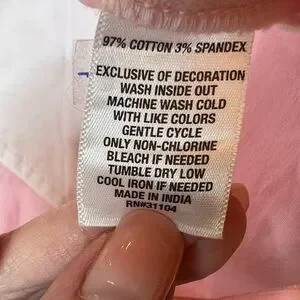 97% COTTON 3% SPANDEX
EXCLUSIVE OF DECORATION
WASH INSIDE OUT
MACHINE WASH COLD
WITH LIKE COLORS
GENTLE CYCLE
ONLY NON-CHLORINE
BLEACH IF NEEDED
TUMBLE DRY LOW
COOL IRON IF NEEDED
MADE IN INDIA
RN#31104